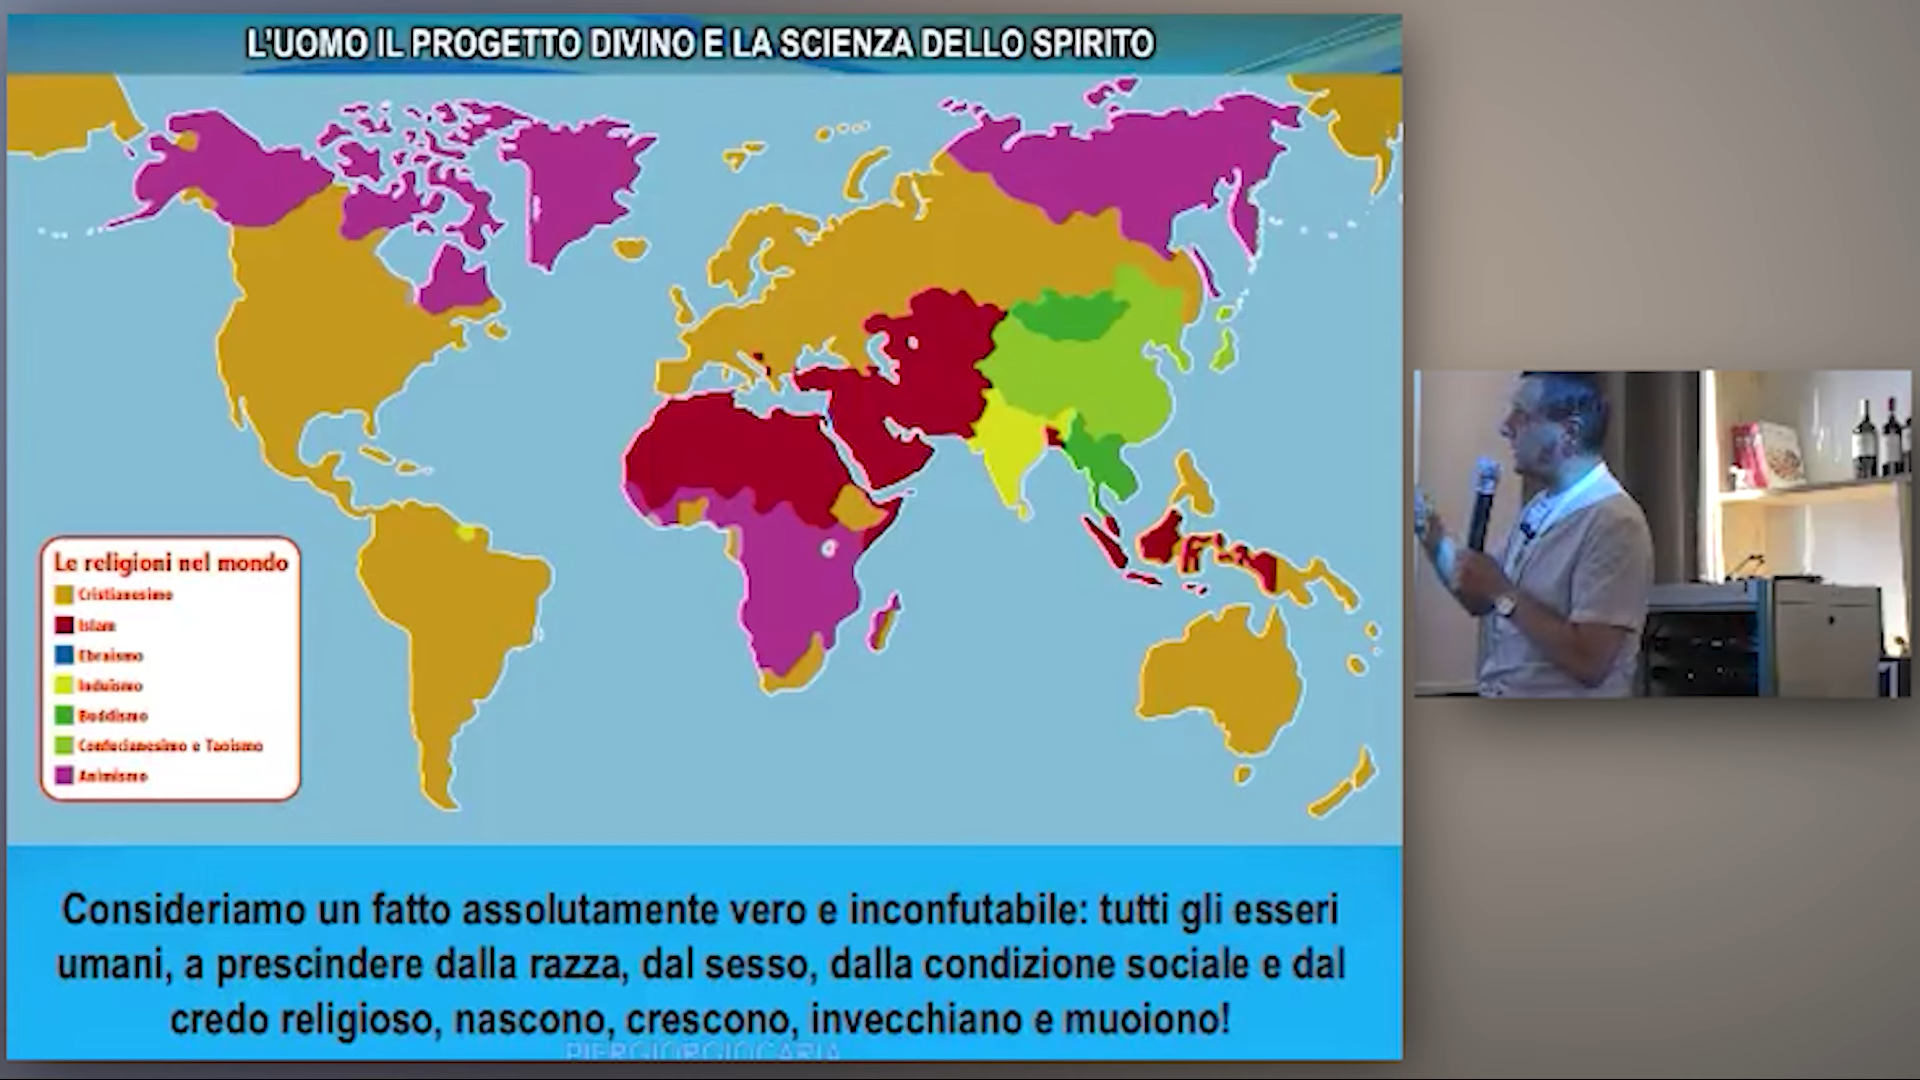 L'UOMO IL PROGETTO DIVINO E LA SCIENZA DELLO SPIRITO
Le religioni nel mondo
Cristianesimo
Islam
Ebraismo
Induismo
Buddismo
Confucianesimo e Taoismo
Animismo
Consideriamo un fatto assolutamente vero e inconfutabile: tutti gli esseri
umani, a prescindere dalla razza, dal sesso, dalla condizione sociale e dal
credo religioso, nascono, crescono, invecchiano e muoiono!
PIERGIORGIO CARIA